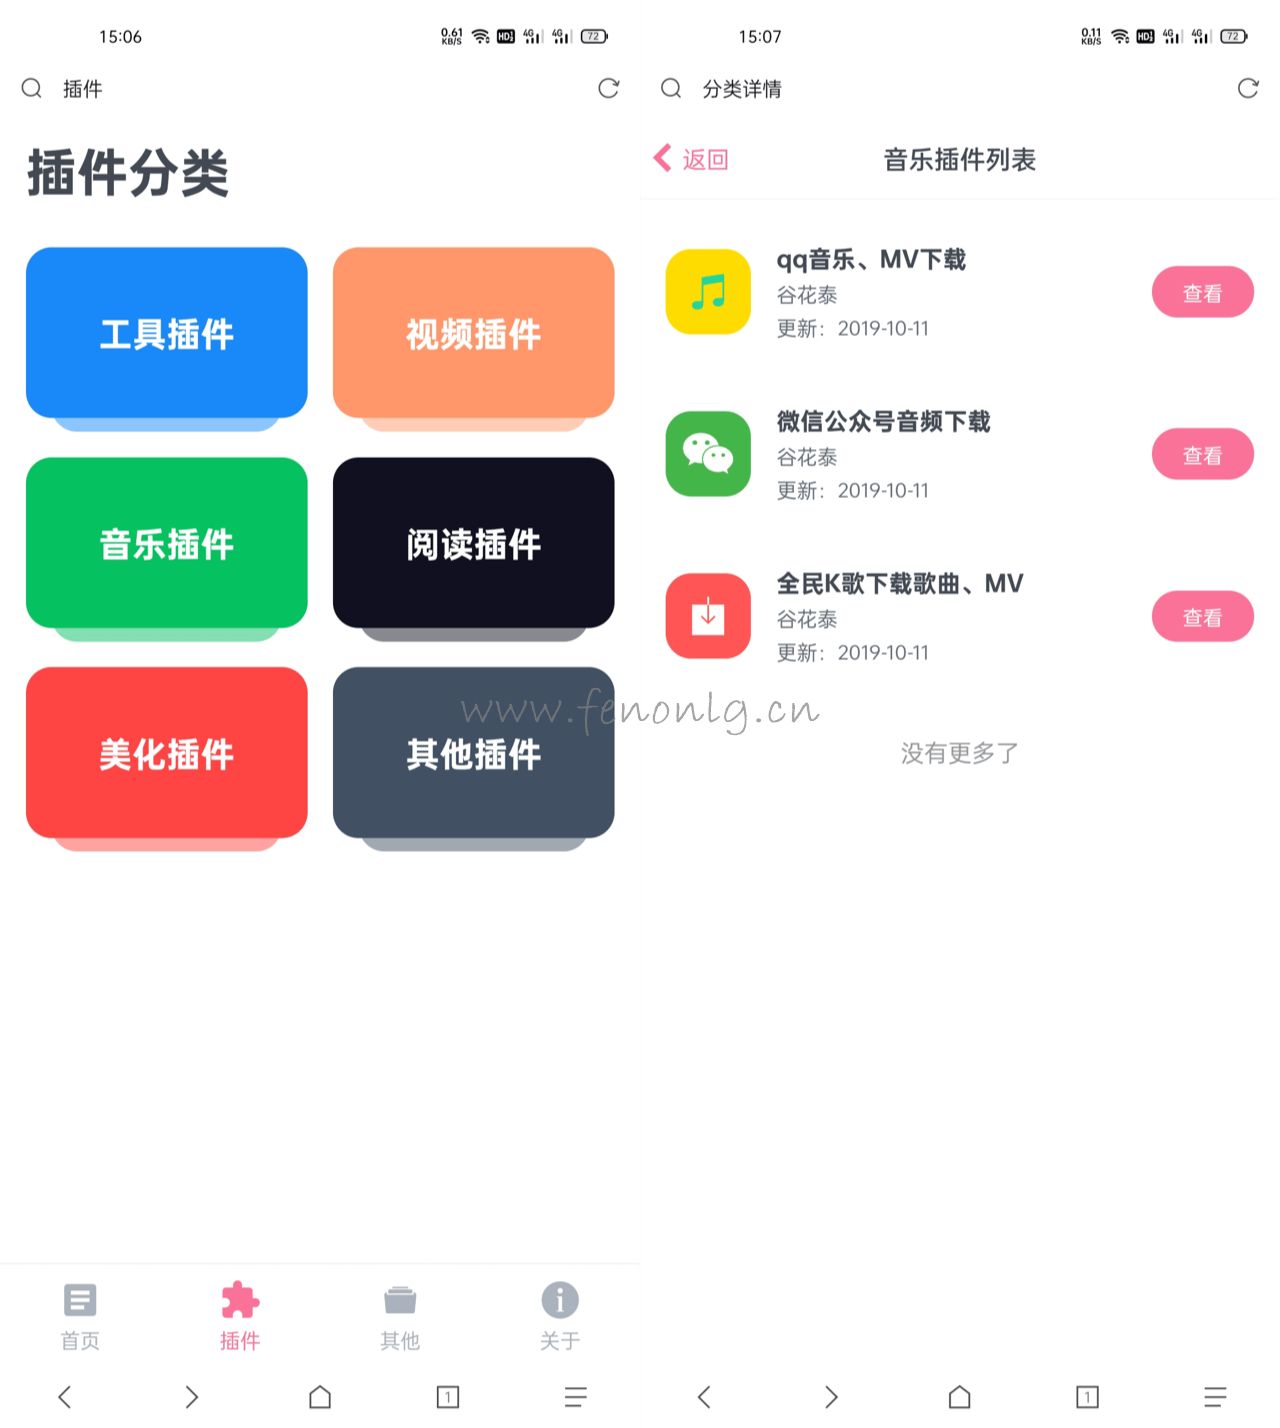 15:06
0.61
KB/S
HD2
4G
4G
72
插件
插件分类
工具插件
视频插件
音乐插件
阅读插件
美化插件
其他插件
首页
插件
其他
关于
1
15:07
0.11
KB/S
HD2
4G
4G
72
分类详情
返回
音乐插件列表
qq音乐、MV下载
谷花泰
更新：2019-10-11
查看
微信公众号音频下载
谷花泰
更新：2019-10-11
查看
全民K歌下载歌曲、MV
谷花泰
更新：2019-10-11
查看
没有更多了
1
www.fenonlg.cn